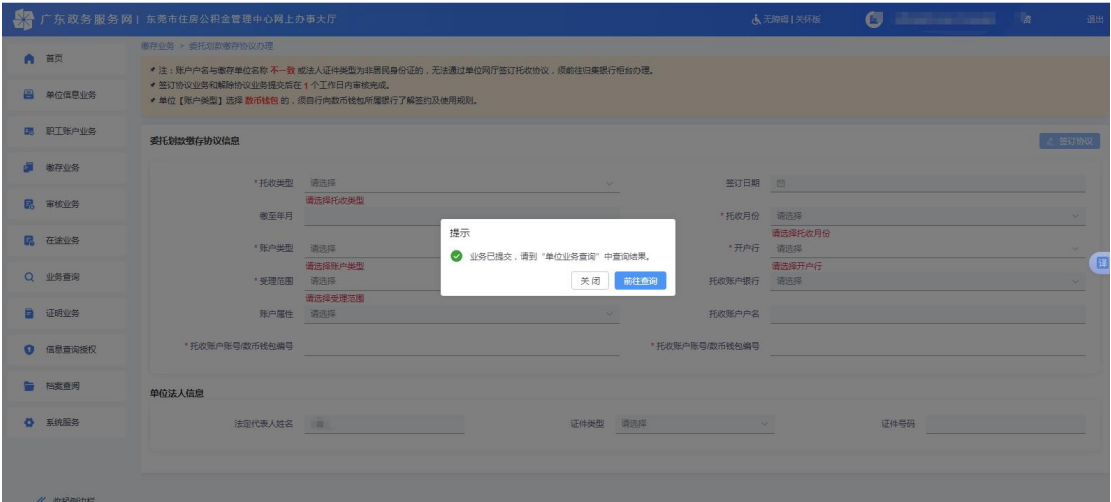 广东政务服务网 | 东莞市住房公积金管理中心网上办事大厅
无障碍 | 关怀版
退出
首页
单位信息业务
职工账户业务
缴存业务
审核业务
在途业务
业务查询
证明业务
信息查询授权
档案查阅
系统服务
收起侧边栏
缴存业务 > 委托划款缴存协议办理
注：账户户名与缴存单位名称 不一致 或法人证件类型为非居民身份证的，无法通过单位网厅签订托收协议，须前往归集银行柜台办理。
签订协议业务和解除协议业务提交后在 1 个工作日内审核完成。
单位【账户类型】选择 数币钱包 的，须自行向数币钱包所属银行了解签约及使用规则。
委托划款缴存协议信息
签订协议
* 托收类型 请选择
签订日期
请选择托收类型
缴至年月
* 托收月份 请选择
请选择托收月份
* 账户类型 请选择
* 开户行 请选择
请选择账户类型
请选择开户行
* 受理范围 请选择
托收账户银行 请选择
请选择受理范围
账户属性 请选择
托收账户户名
* 托收账户账号/数币钱包编号
* 托收账户账号/数币钱包编号
提示
业务已提交，请到“单位业务查询”中查询结果。
关闭
前往查询
译
单位法人信息
法定代表人姓名
证件类型 请选择
证件号码